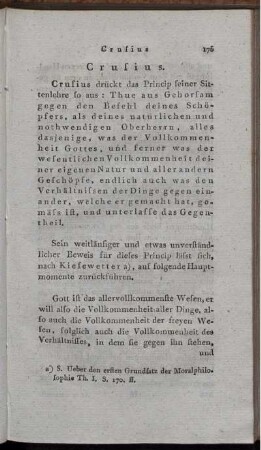 Crusius 176
Crusius.
Crusius drückt das Princip seiner Sit-
tenlehre so aus: Thue aus Gehorsam
gegen den Befehl deines Schö-
pfers, als deines natürlichen und
nothwendigen Oberherrn, alles
dasjenige, was der Vollkommen-
heit Gottes, und ferner was der
wesentlichen Vollkommenheit dei-
ner eigenen Natur und aller andern
Geschöpfe, endlich auch was den
Verhältnissen der Dinge gegen ein-
ander, welche er gemacht hat, ge-
mäss ist, und unterlasse das Gegen-
theil.
Sein weitläufiger und etwas unverständ-
licher Beweis für dieses Princip lässt sich,
nach Kiesewetter a), auf folgende Haupt-
momente zurückführen.
Gott ist das allervollkommenste Wesen, er
will also die Vollkommenheit aller Dinge, al-
so auch die Vollkommenheit der freyen We-
sen, folglich auch die Vollkommenheit des
Verhältnisses, in dem sie gegen ihn stehen,
und
a) S. Ueber den ersten Grundsatz der Moralphilo-
sophie Th. I. S. 170. ff.